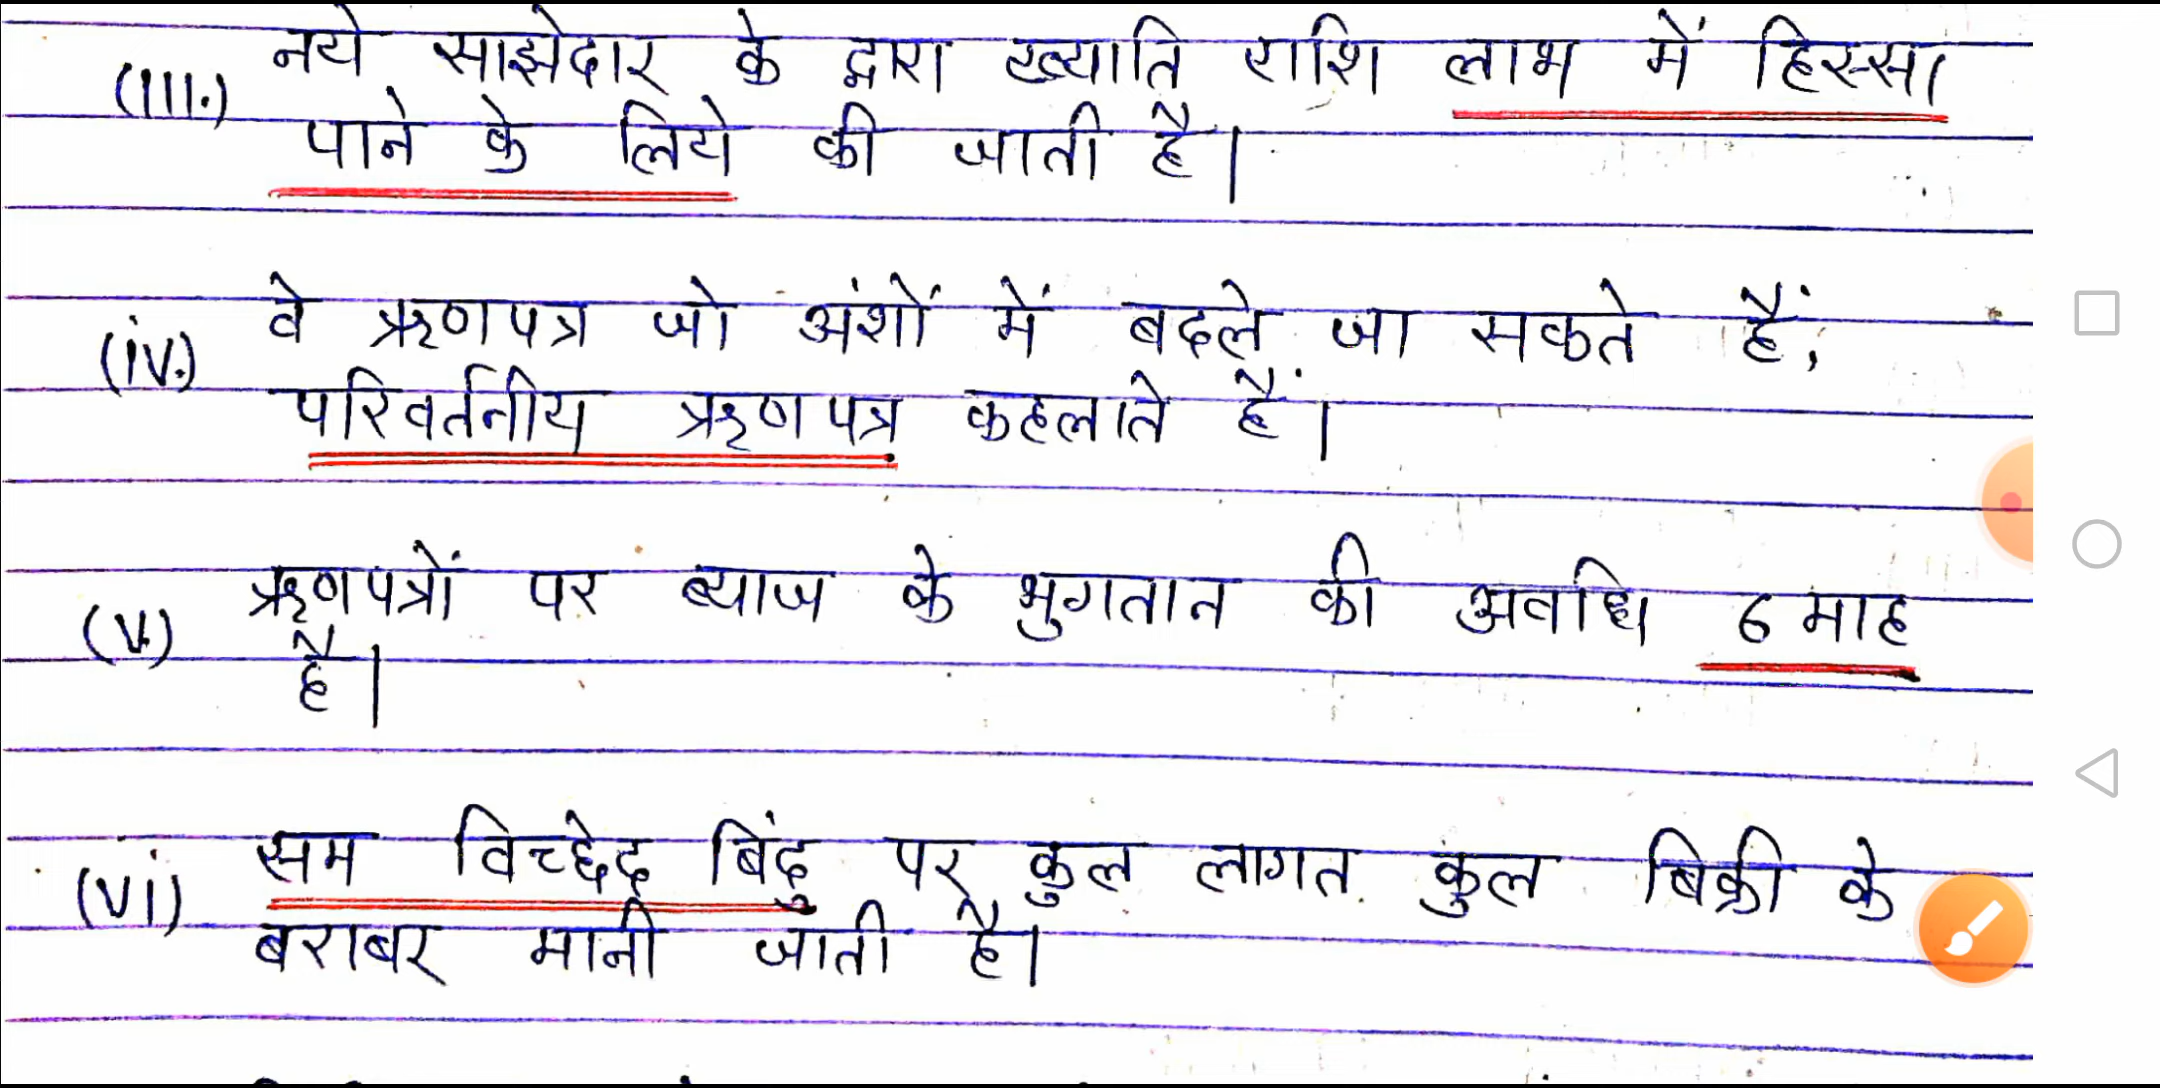 (III.) नये साझेदार के द्वारा ख्याति राशि लाभ में हिस्सा
पाने के लिये की जाती है।
(iv.) वे ऋणपत्र जो अंशों में बदले जा सकते हैं,
परिवर्तनीय ऋणपत्र कहलाते हैं।
(V.) ऋणपत्रों पर ब्याज के भुगतान की अवधि 6 माह
है।
(Vi) सम विच्छेद बिंदु पर कुल लागत कुल बिक्री के
बराबर मानी जाती है।